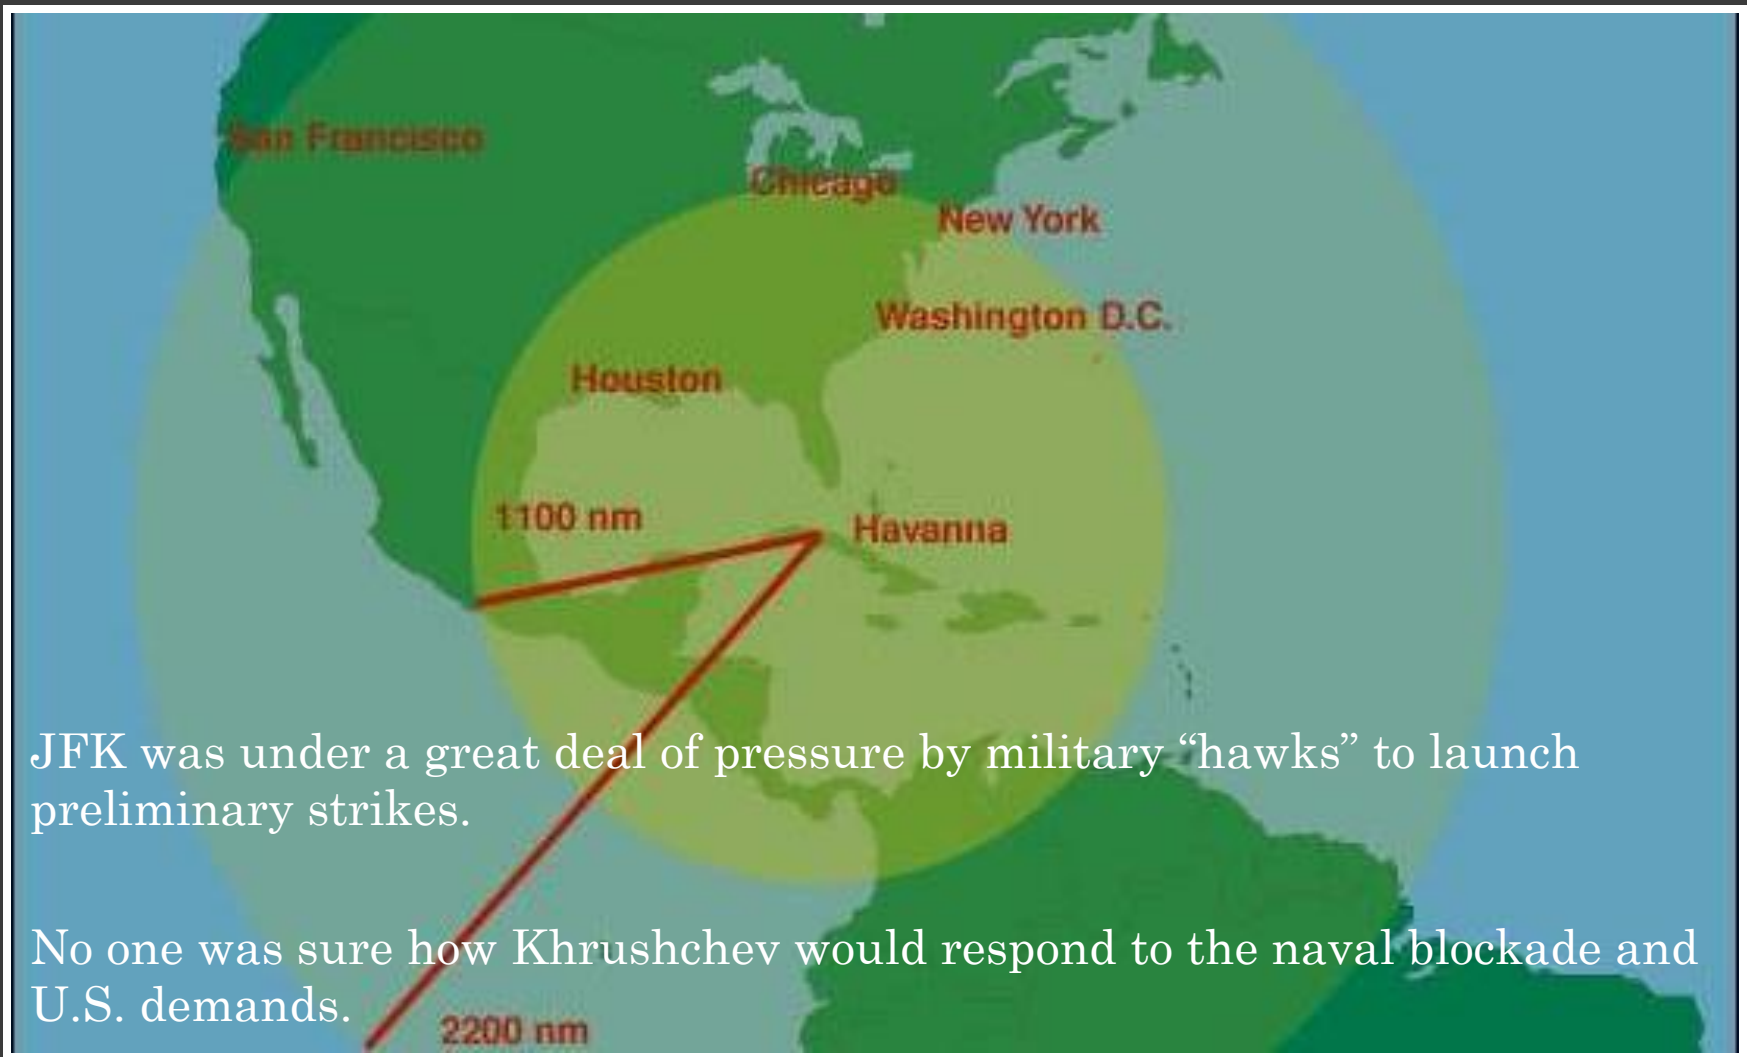 San Francisco
Chicago
New York
Washington D.C.
Houston
1100 nm
Havanna
JFK was under a great deal of pressure by military “hawks” to launch
preliminary strikes.
No one was sure how Khrushchev would respond to the naval blockade and
U.S. demands.
2200 nm